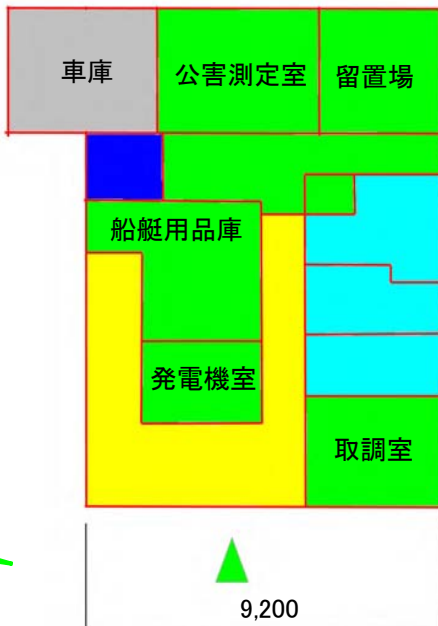 車庫
公害測定室
留置場
船艇用品庫
発電機室
取調室
9,200